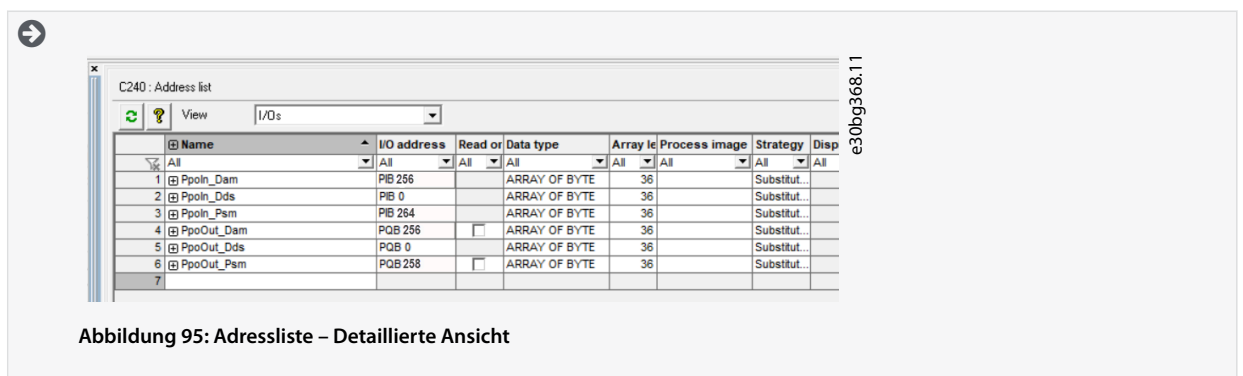 C240 : Address list
View I/Os
Name I/O address Read or Data type Array le Process image Strategy Disp
All All All All All All All All
1 PpoIn_Dam PIB 256 ARRAY OF BYTE 36 Substitut...
2 PpoIn_Dds PIB 0 ARRAY OF BYTE 36 Substitut...
3 PpoIn_Psm PIB 264 ARRAY OF BYTE 36 Substitut...
4 PpoOut_Dam PQB 256 ARRAY OF BYTE 36 Substitut...
5 PpoOut_Dds PQB 0 ARRAY OF BYTE 36 Substitut...
6 PpoOut_Psm PQB 258 ARRAY OF BYTE 36 Substitut...
7
e30bg368.11
Abbildung 95: Adressliste – Detaillierte Ansicht